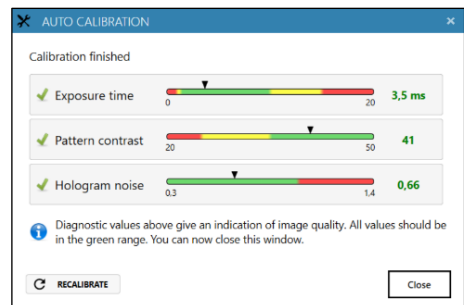 AUTO CALIBRATION
Calibration finished
Exposure time 0 20 3,5 ms
Pattern contrast 20 50 41
Hologram noise 0.3 1.4 0,66
Diagnostic values above give an indication of image quality. All values should be
in the green range. You can now close this window.
RECALIBRATE Close